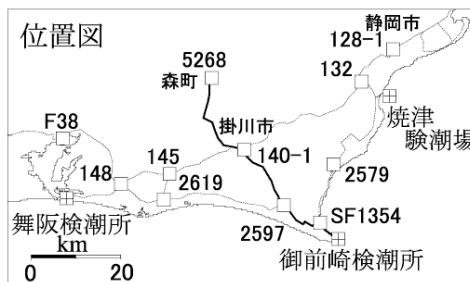 位置図
静岡市
128-1
5268
132
森町
焼津
験潮場
F38
掛川市
140-1
145
148
2579
2619
SF1354
舞阪検潮所
2597
御前崎検潮所
km
0
20